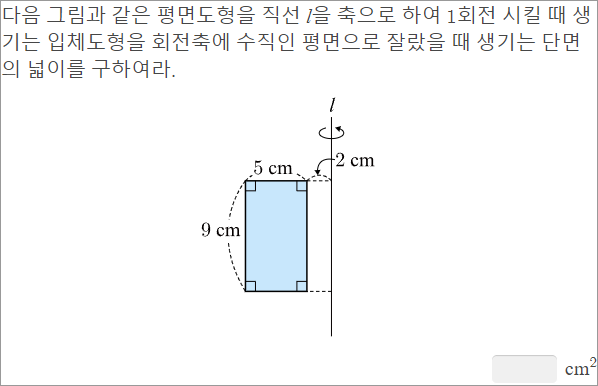 다음 그림과 같은 평면도형을 직선 l을 축으로 하여 1회전 시킬 때 생
기는 입체도형을 회전축에 수직인 평면으로 잘랐을 때 생기는 단면
의 넓이를 구하여라.
l
2 cm
5 cm
9 cm
cm²